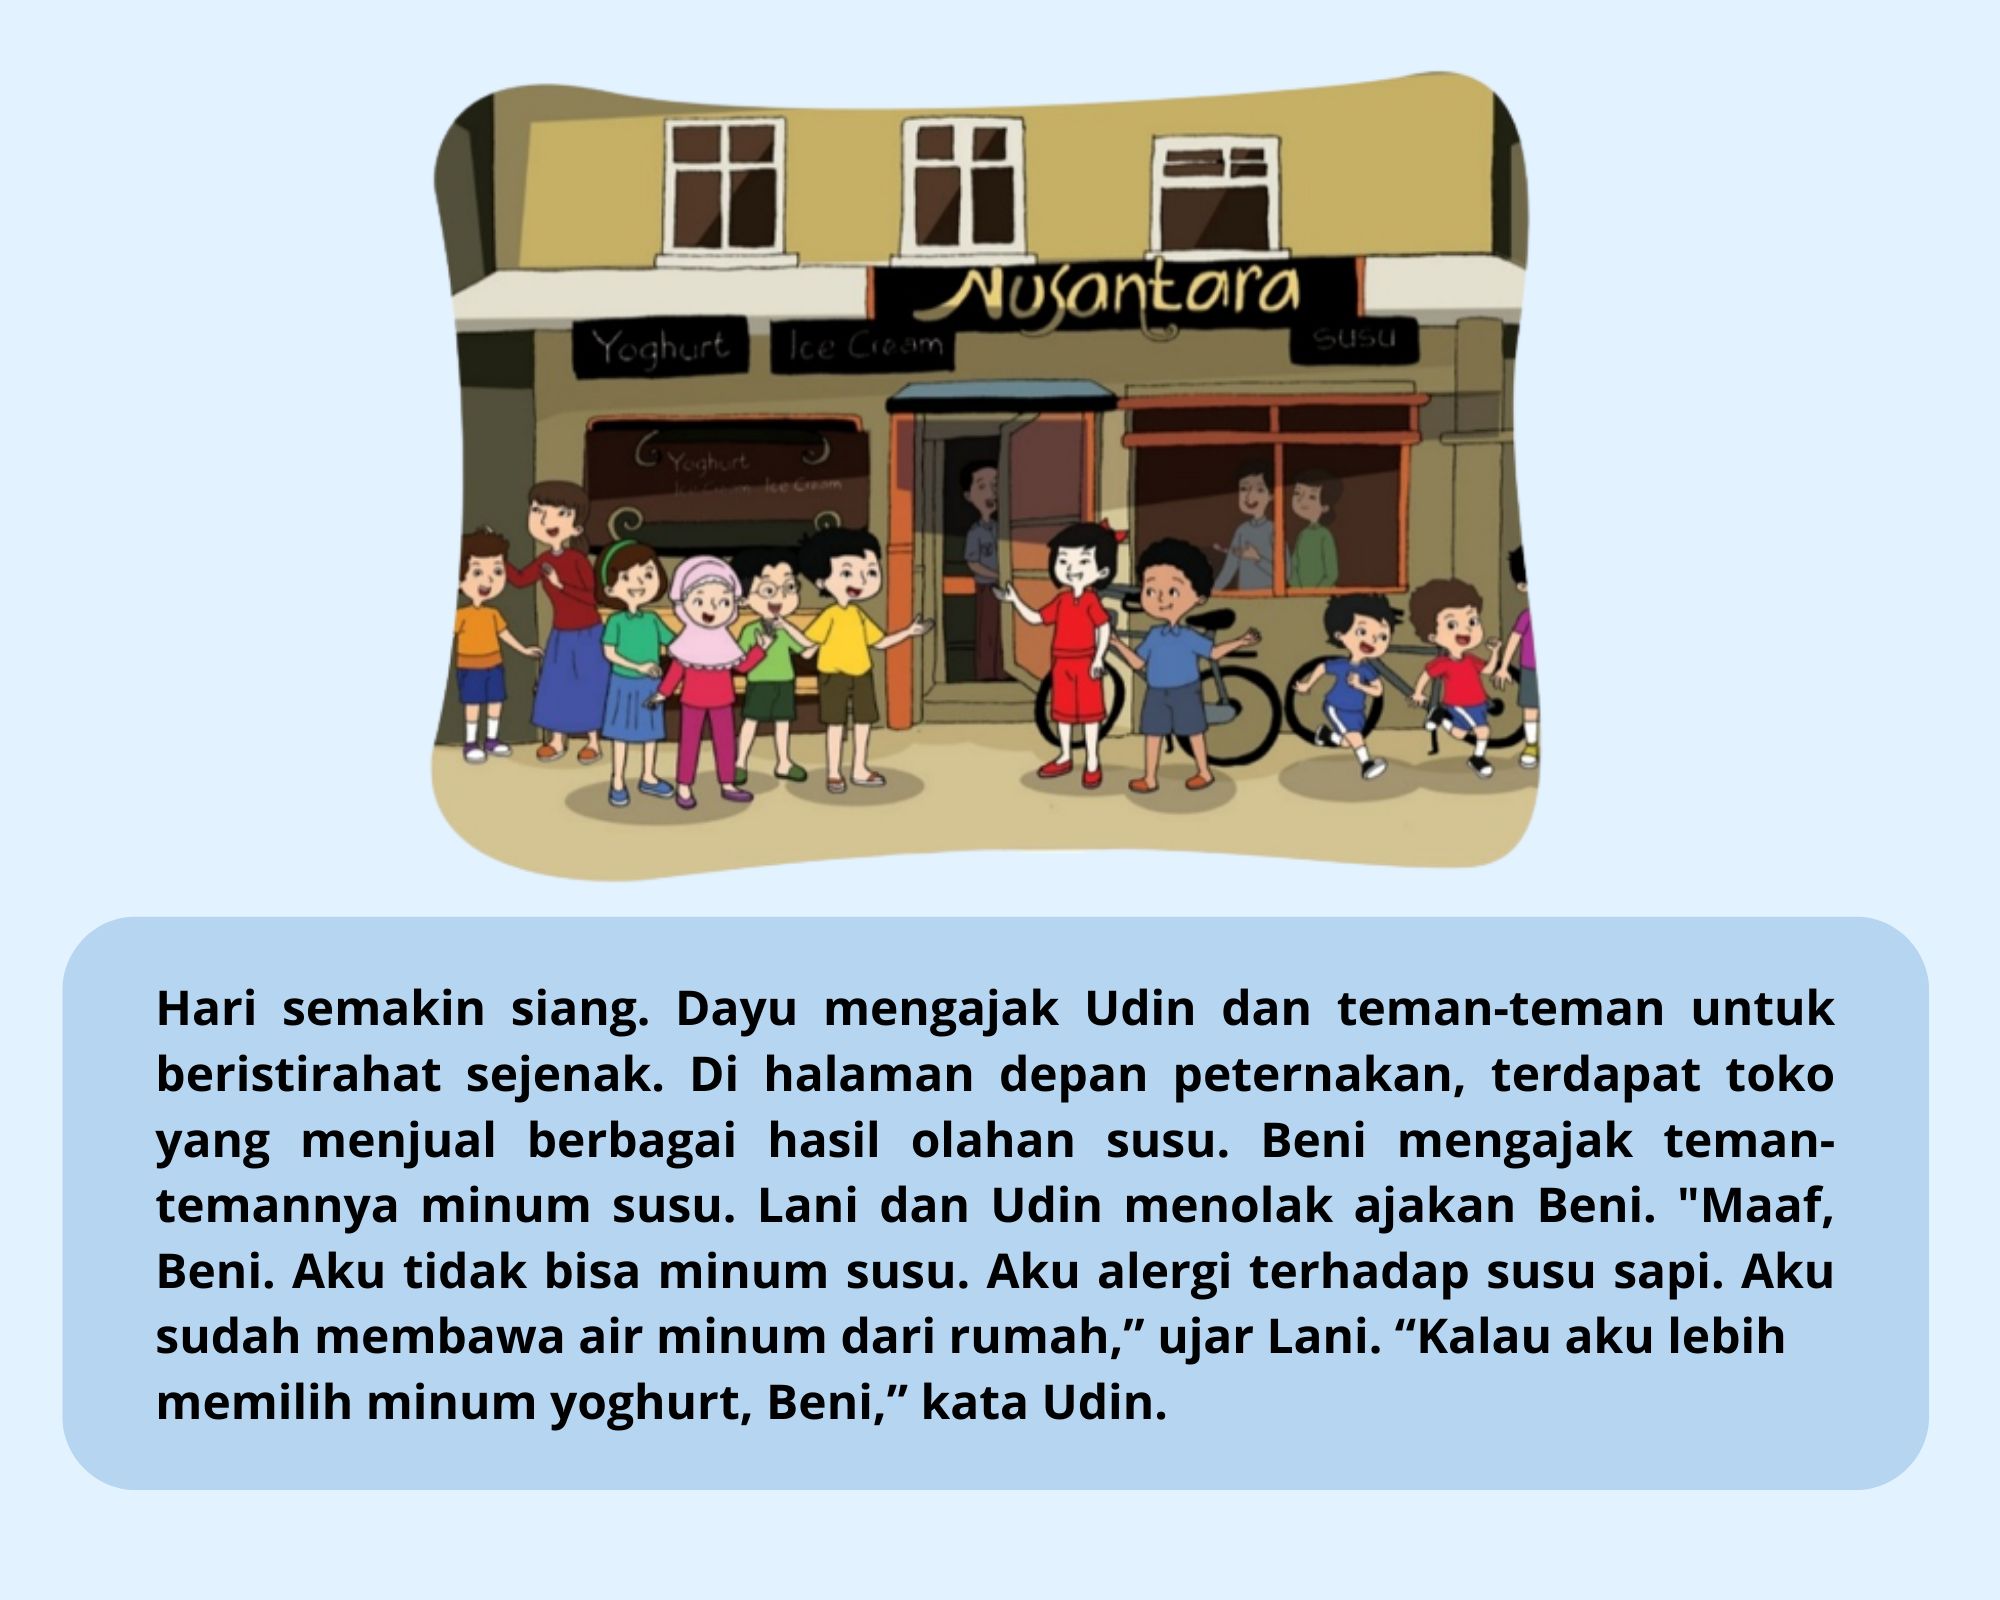 Nusantara
Yoghurt
Ice Cream
susu
Yoghurt
Ice Cream Ice Cream
Hari semakin siang. Dayu mengajak Udin dan teman-teman untuk
beristirahat sejenak. Di halaman depan peternakan, terdapat toko
yang menjual berbagai hasil olahan susu. Beni mengajak teman-
temannya minum susu. Lani dan Udin menolak ajakan Beni. "Maaf,
Beni. Aku tidak bisa minum susu. Aku alergi terhadap susu sapi. Aku
sudah membawa air minum dari rumah,” ujar Lani. “Kalau aku lebih
memilih minum yoghurt, Beni,” kata Udin.